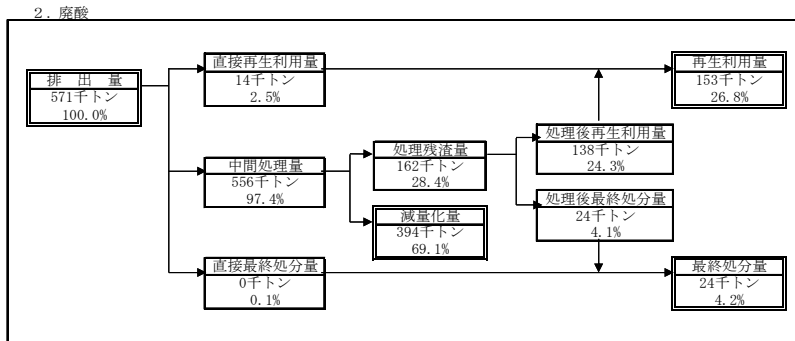 ２．廃酸
排　出　量
571千トン
100.0%
直接再生利用量
14千トン
2.5%
再生利用量
153千トン
26.8%
中間処理量
556千トン
97.4%
処理残渣量
162千トン
28.4%
処理後再生利用量
138千トン
24.3%
減量化量
394千トン
69.1%
処理後最終処分量
24千トン
4.1%
直接最終処分量
0千トン
0.1%
最終処分量
24千トン
4.2%